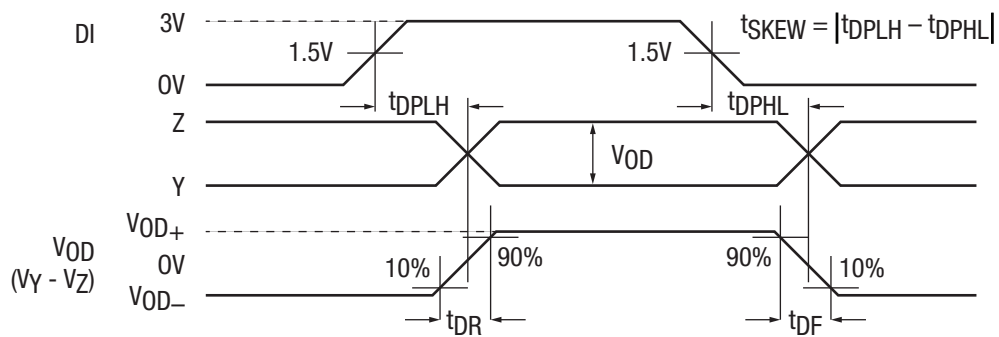 DI
3V
1.5V
0V
1.5V
tSKEW = |tDPLH – tDPHL|
tDPLH
tDPHL
Z
Y
VOD
VOD
(VY - VZ)
VOD+
0V
VOD–
10%
90%
90%
10%
tDR
tDF